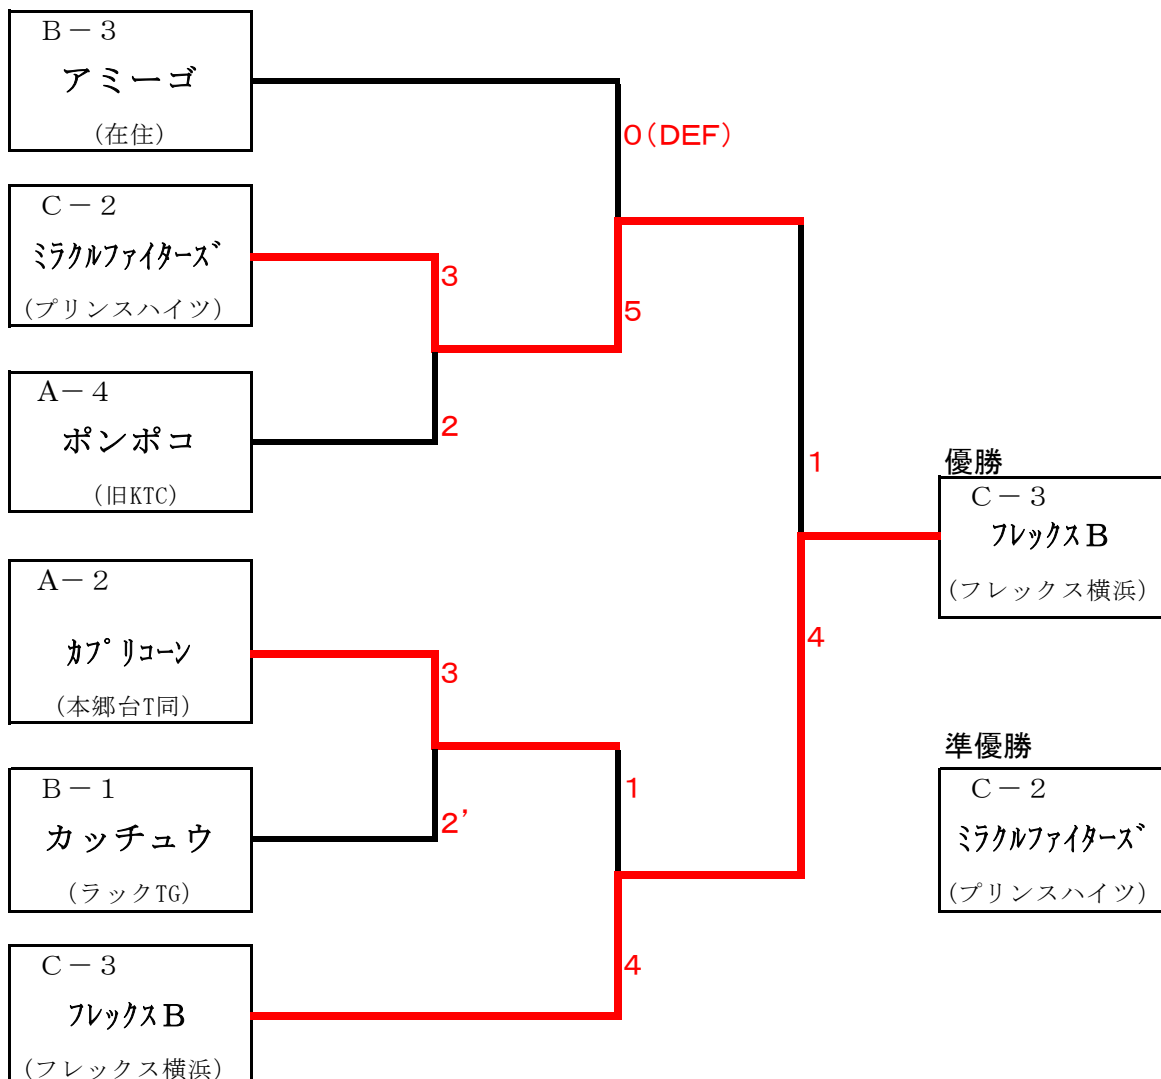 B－3
アミーゴ
(在住)
0(DEF)
C－2
ﾐﾗｸﾙﾌｧｲﾀｰｽﾞ
(プリンスハイツ)
3
5
A－4
ポンポコ
(旧KTC)
2
1
優勝
C－3
ﾌﾚｯｸｽB
(フレックス横浜)
A－2
ｶﾌﾟﾘｺｰﾝ
(本郷台T同)
3
4
B－1
カッチュウ
(ラックTG)
2’
1
準優勝
C－2
ﾐﾗｸﾙﾌｧｲﾀｰｽﾞ
(プリンスハイツ)
C－3
ﾌﾚｯｸｽB
(フレックス横浜)
4